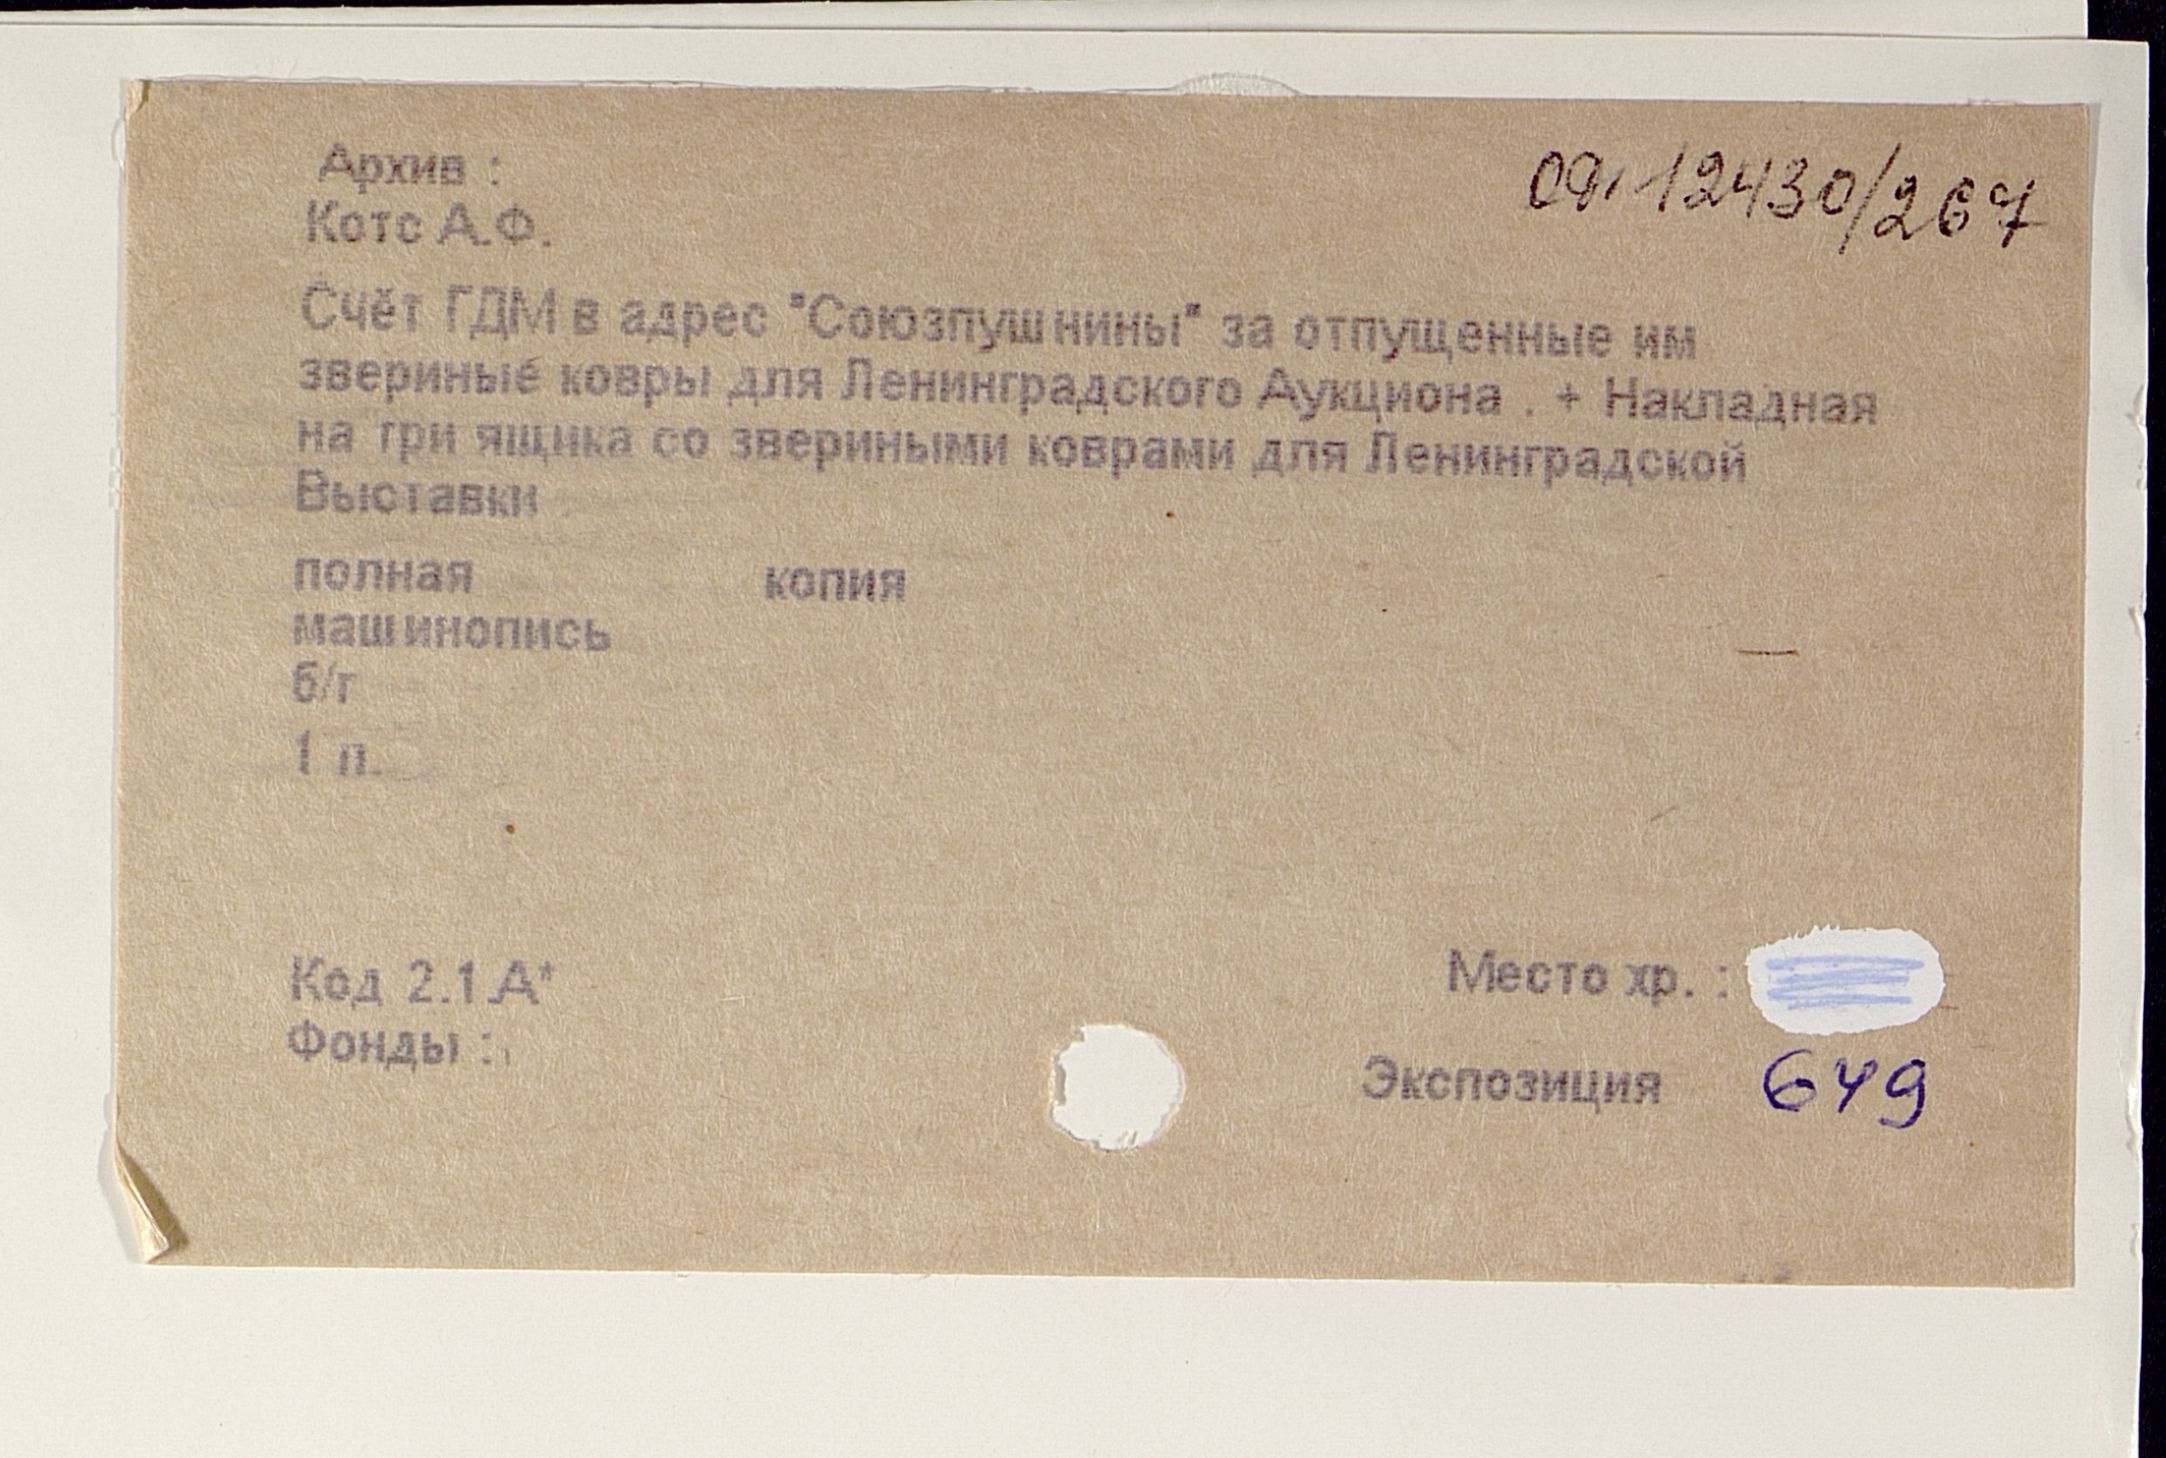 Архив :
оф. 12430/267
Котс А.Ф.
Счёт ГДМ в адрес "Союзпушнины" за отпущенные им
звериные ковры для Ленинградского Аукциона . + Накладная
на три ящика со звериными коврами для Ленинградской
Выставки .
полная копия
машинопись
б/г
1 л.
Код 2.1.А*
Место хр. :
Фонды :
Экспозиция 649